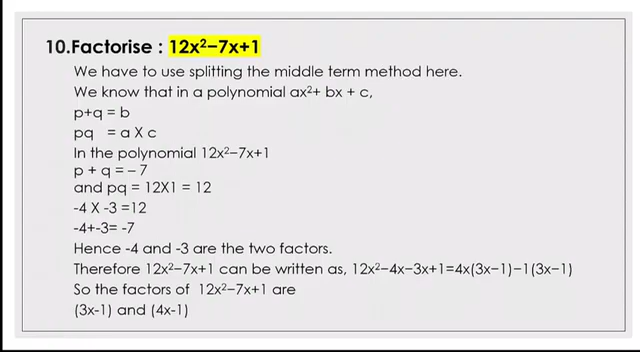 10.Factorise : 12x²−7x+1
We have to use splitting the middle term method here.
We know that in a polynomial ax²+ bx + c,
p+q = b
pq = a X c
In the polynomial 12x²−7x+1
p + q = − 7
and pq = 12X1 = 12
-4 X -3 =12
-4+-3= -7
Hence -4 and -3 are the two factors.
Therefore 12x²−7x+1 can be written as, 12x²−4x−3x+1=4x(3x−1)−1(3x−1)
So the factors of 12x²−7x+1 are
(3x-1) and (4x-1)